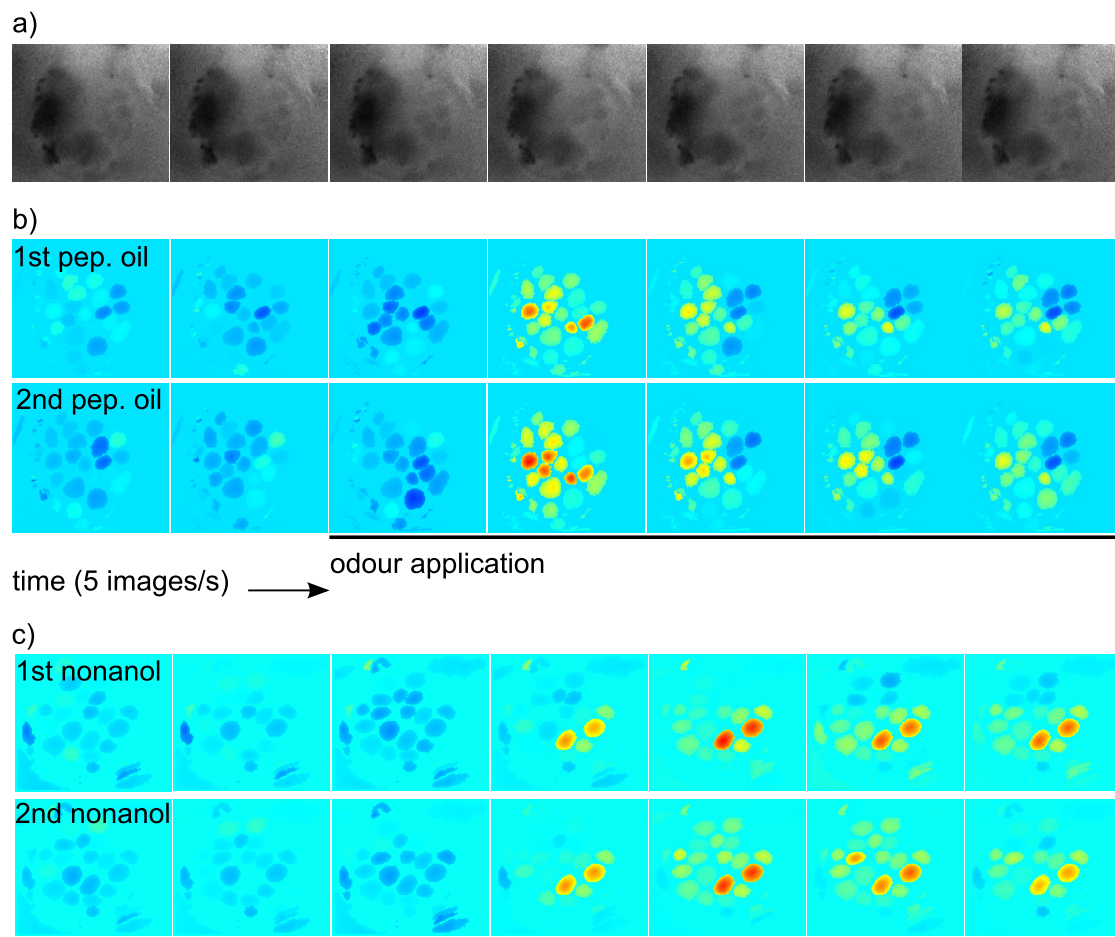 a)
b)
1st pep. oil
2nd pep. oil
odour application
time (5 images/s)
c)
1st nonanol
2nd nonanol